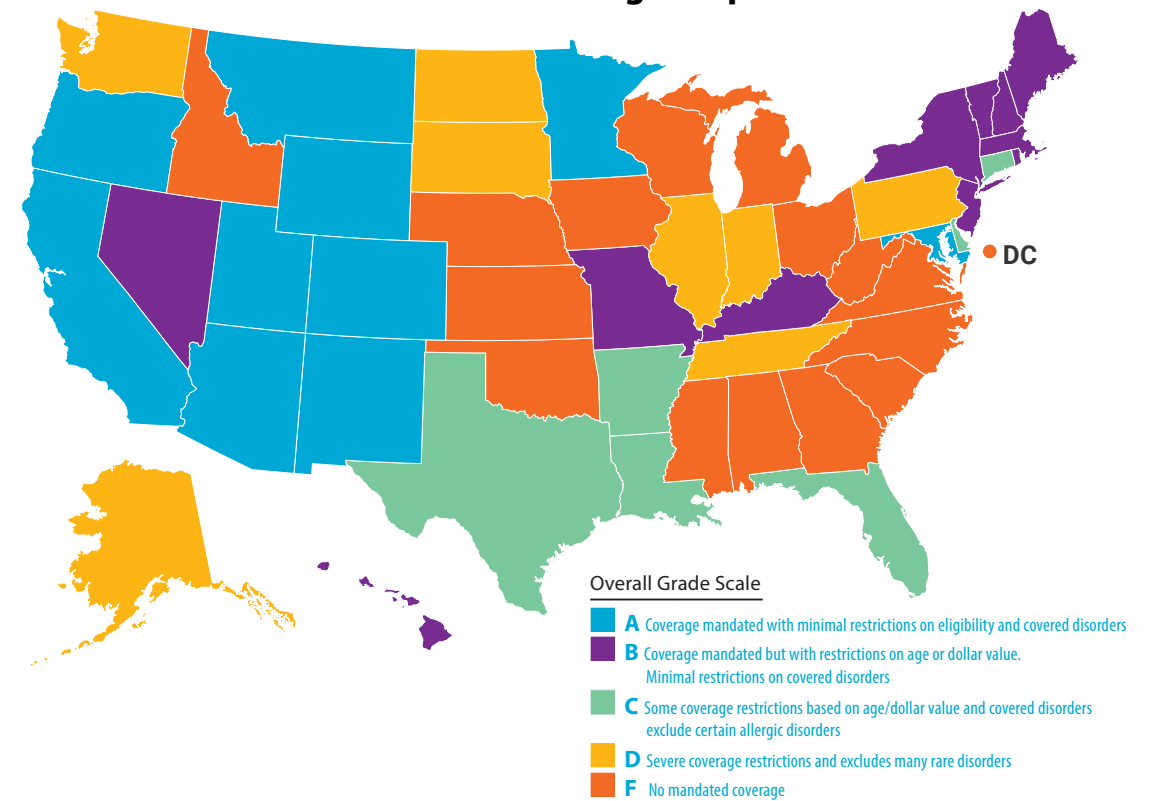 DC
Overall Grade Scale
A Coverage mandated with minimal restrictions on eligibility and covered disorders
B Coverage mandated but with restrictions on age or dollar value.
Minimal restrictions on covered disorders
C Some coverage restrictions based on age/dollar value and covered disorders
exclude certain allergic disorders
D Severe coverage restrictions and excludes many rare disorders
F No mandated coverage